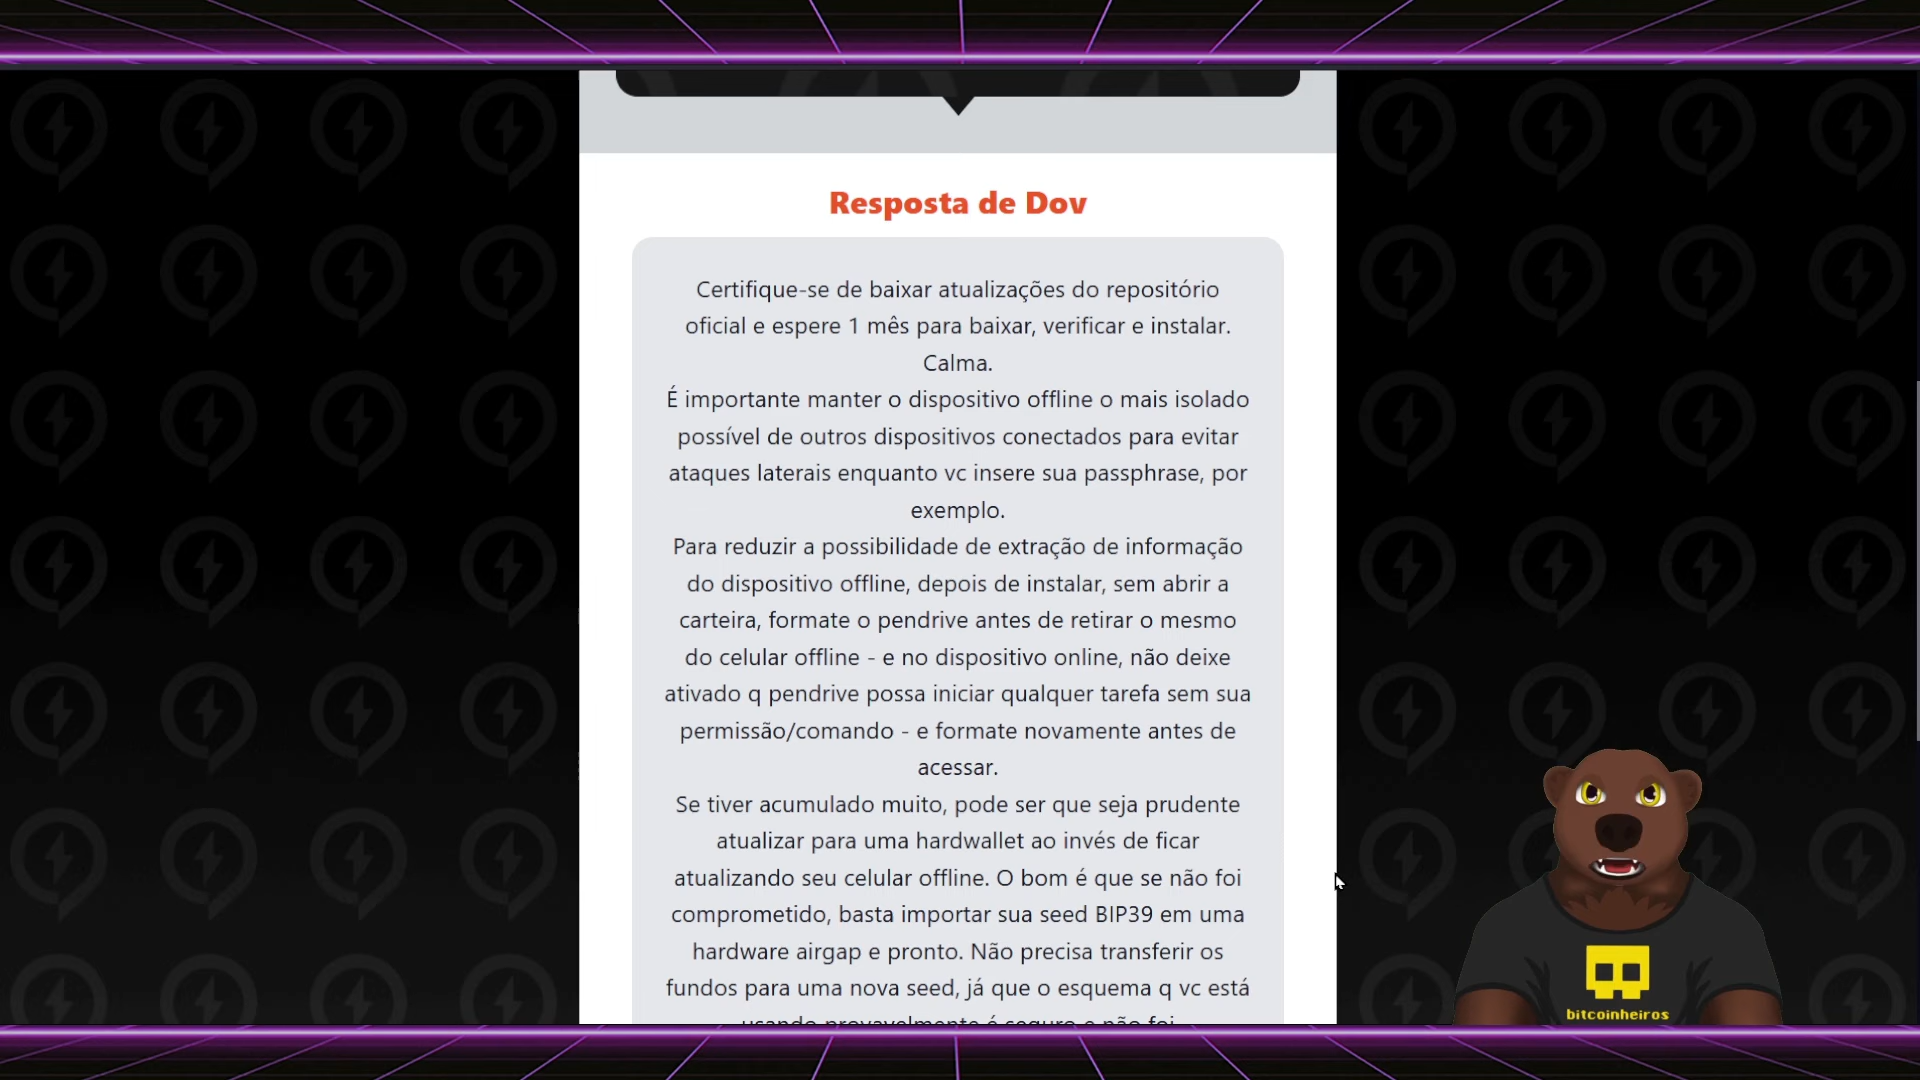 Resposta de Dov
Certifique-se de baixar atualizações do repositório
oficial e espere 1 mês para baixar, verificar e instalar.
Calma.
É importante manter o dispositivo offline o mais isolado
possível de outros dispositivos conectados para evitar
ataques laterais enquanto vc insere sua passphrase, por
exemplo.
Para reduzir a possibilidade de extração de informação
do dispositivo offline, depois de instalar, sem abrir a
carteira, formate o pendrive antes de retirar o mesmo
do celular offline - e no dispositivo online, não deixe
ativado q pendrive possa iniciar qualquer tarefa sem sua
permissão/comando - e formate novamente antes de
acessar.
Se tiver acumulado muito, pode ser que seja prudente
atualizar para uma hardwallet ao invés de ficar
atualizando seu celular offline. O bom é que se não foi
comprometido, basta importar sua seed BIP39 em uma
hardware airgap e pronto. Não precisa transferir os
fundos para uma nova seed, já que o esquema q vc está
usando provavelmente é seguro e não foi
bitcoinheiros